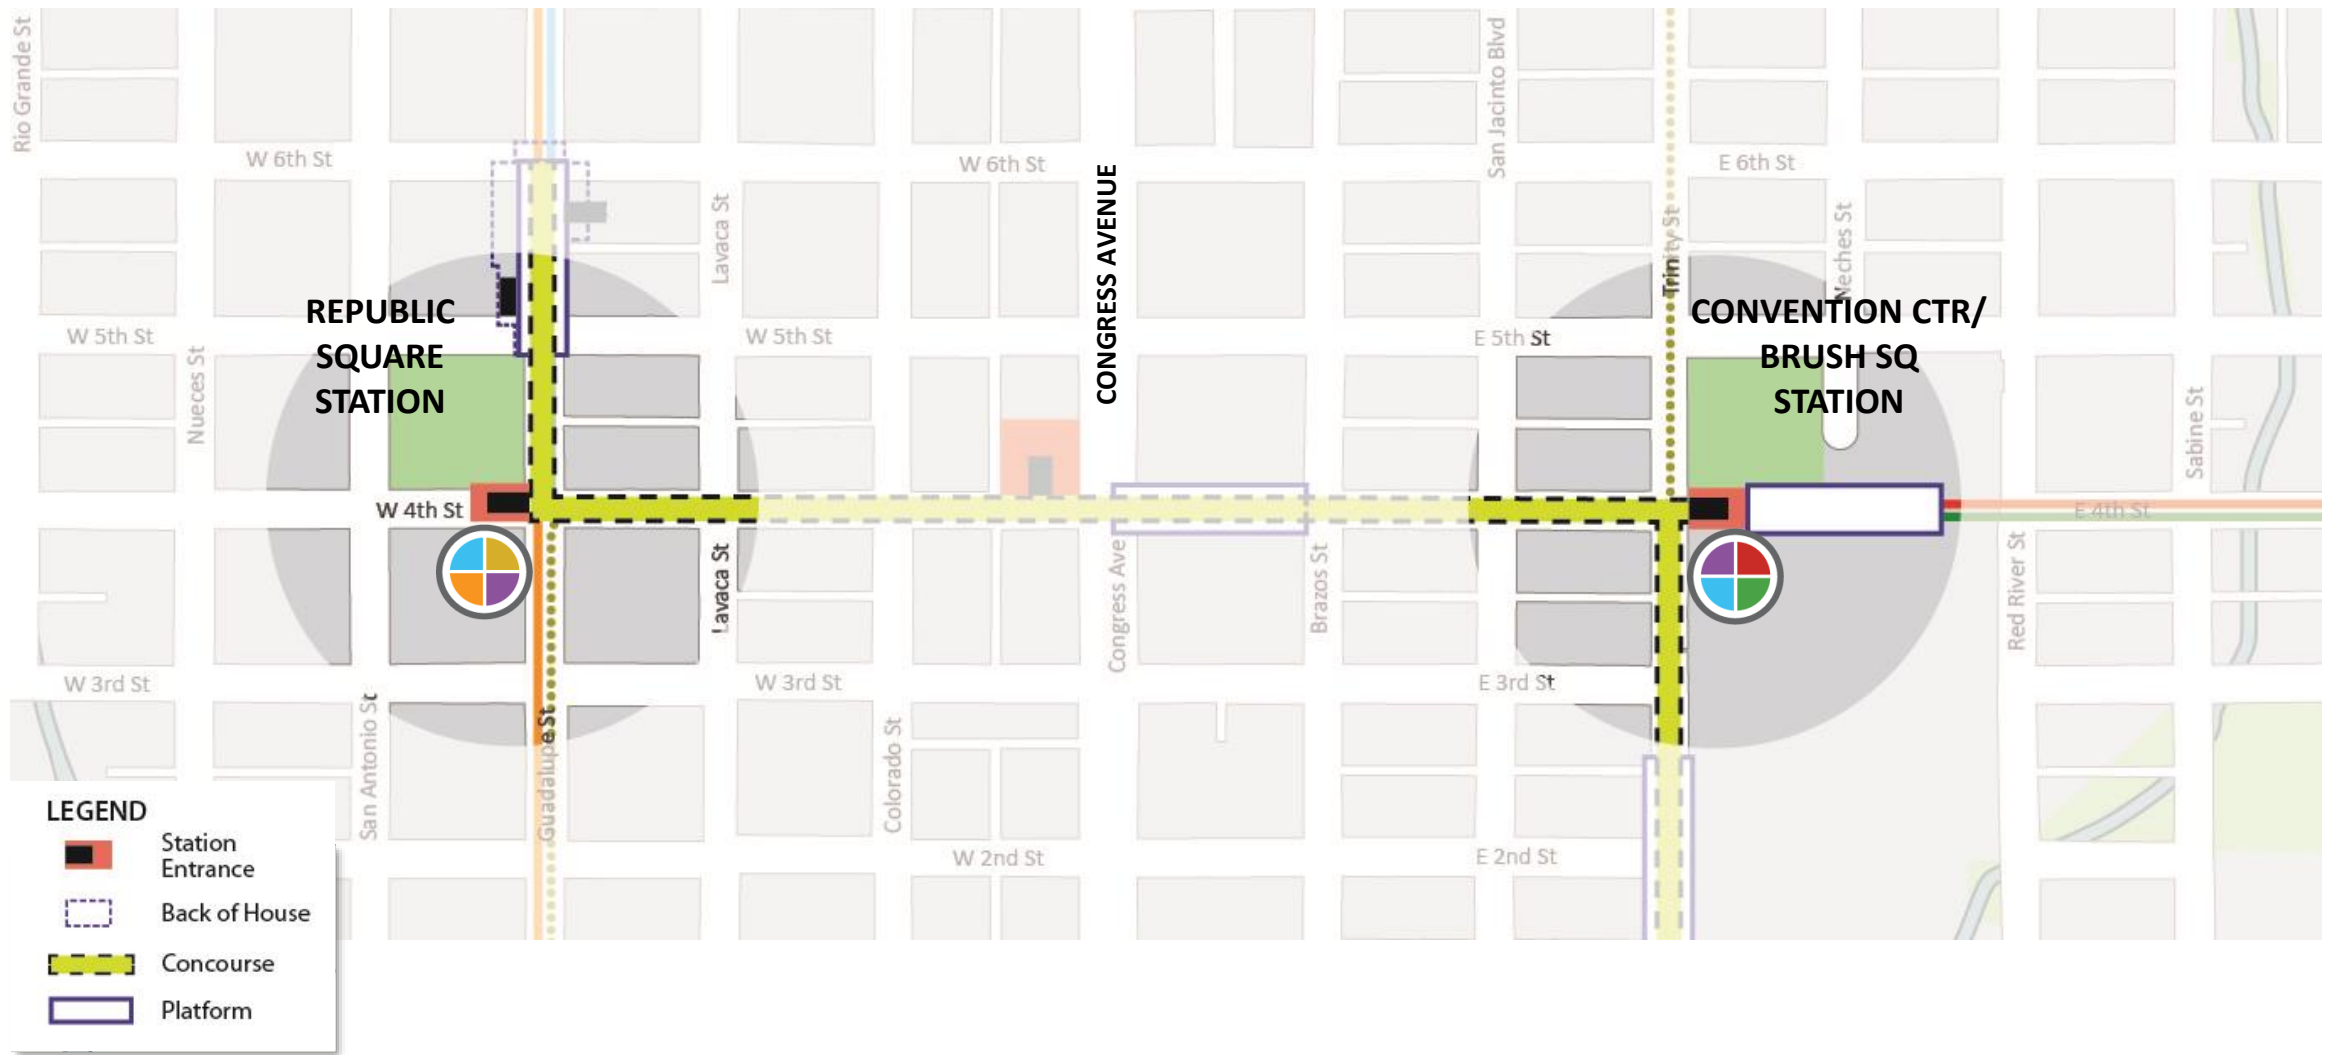 Rio Grande St
San Jacinto Blvd
W 6th St
W 6th St
E 6th St
CONGRESS AVENUE
Lavaca St
Trinity St
Neches St
REPUBLIC
SQUARE
STATION
CONVENTION CTR/
BRUSH SQ
STATION
W 5th St
W 5th St
E 5th St
Nueces St
Sabine St
W 4th St
E 4th St
Lavaca St
Congress Ave
Brazos St
Red River St
W 3rd St
W 3rd St
E 3rd St
San Antonio St
Guadalupe St
Colorado St
W 2nd St
E 2nd St
LEGEND
Station
Entrance
Back of House
Concourse
Platform